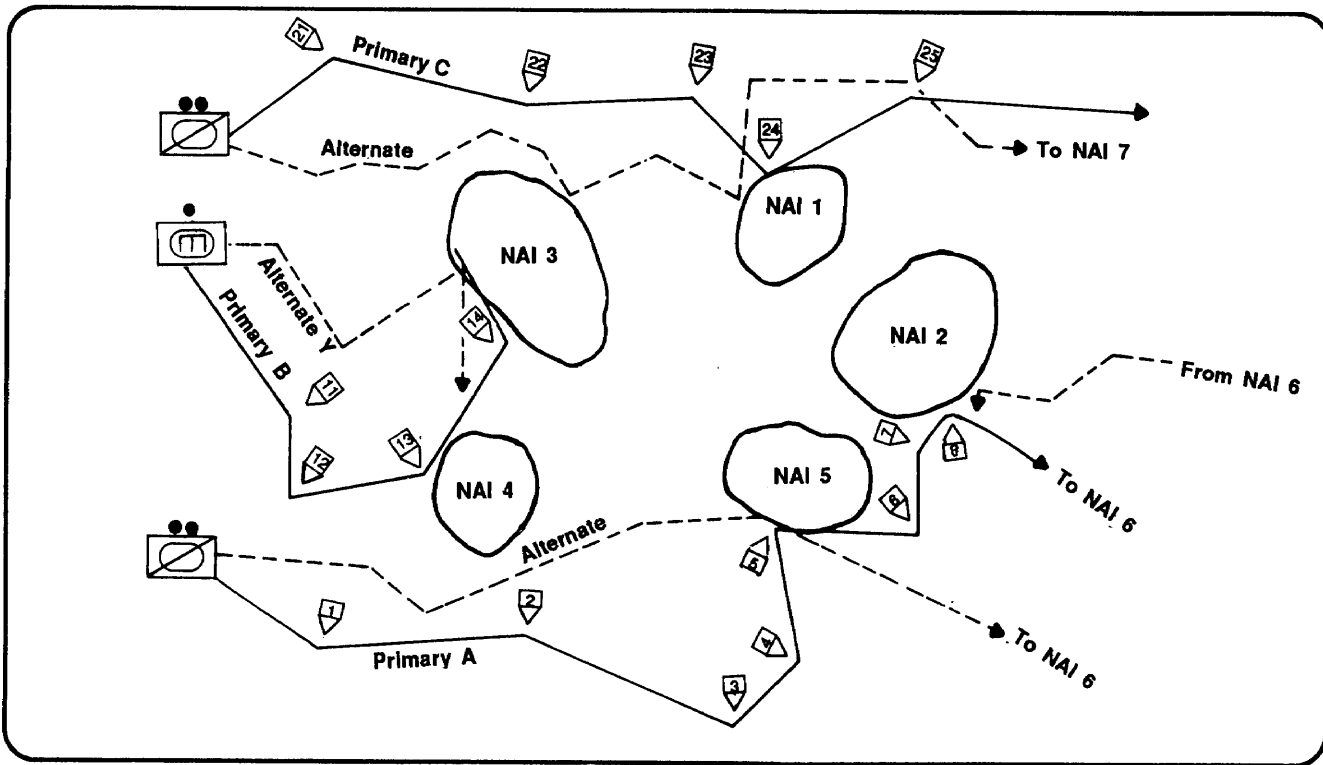 21
Primary C
22
23
25
24
Alternate
To NAI 7
NAI 1
NAI 3
Alternate Y
Primary B
14
NAI 2
From NAI 6
11
12
13
NAI 4
NAI 5
7
8
6
To NAI 6
Alternate
5
1
2
Primary A
4
3
To NAI 6